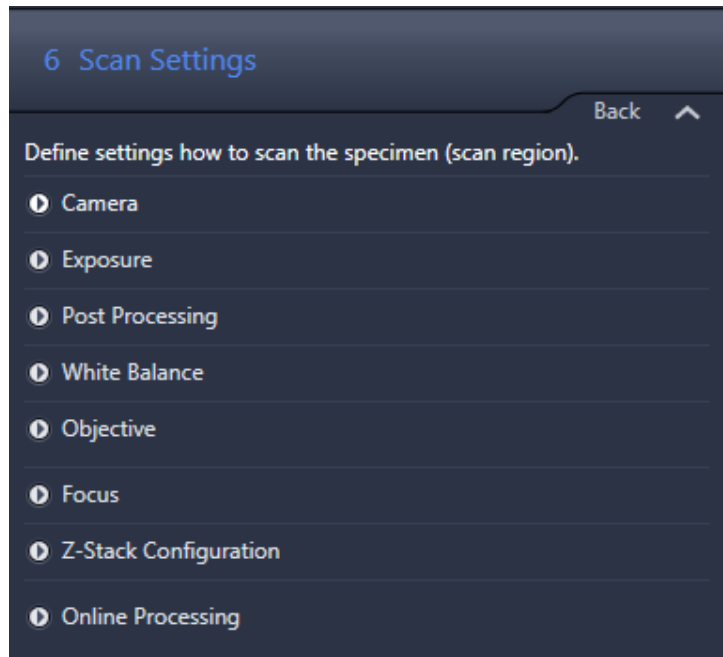 6 Scan Settings
Back
Define settings how to scan the specimen (scan region).
Camera
Exposure
Post Processing
White Balance
Objective
Focus
Z-Stack Configuration
Online Processing